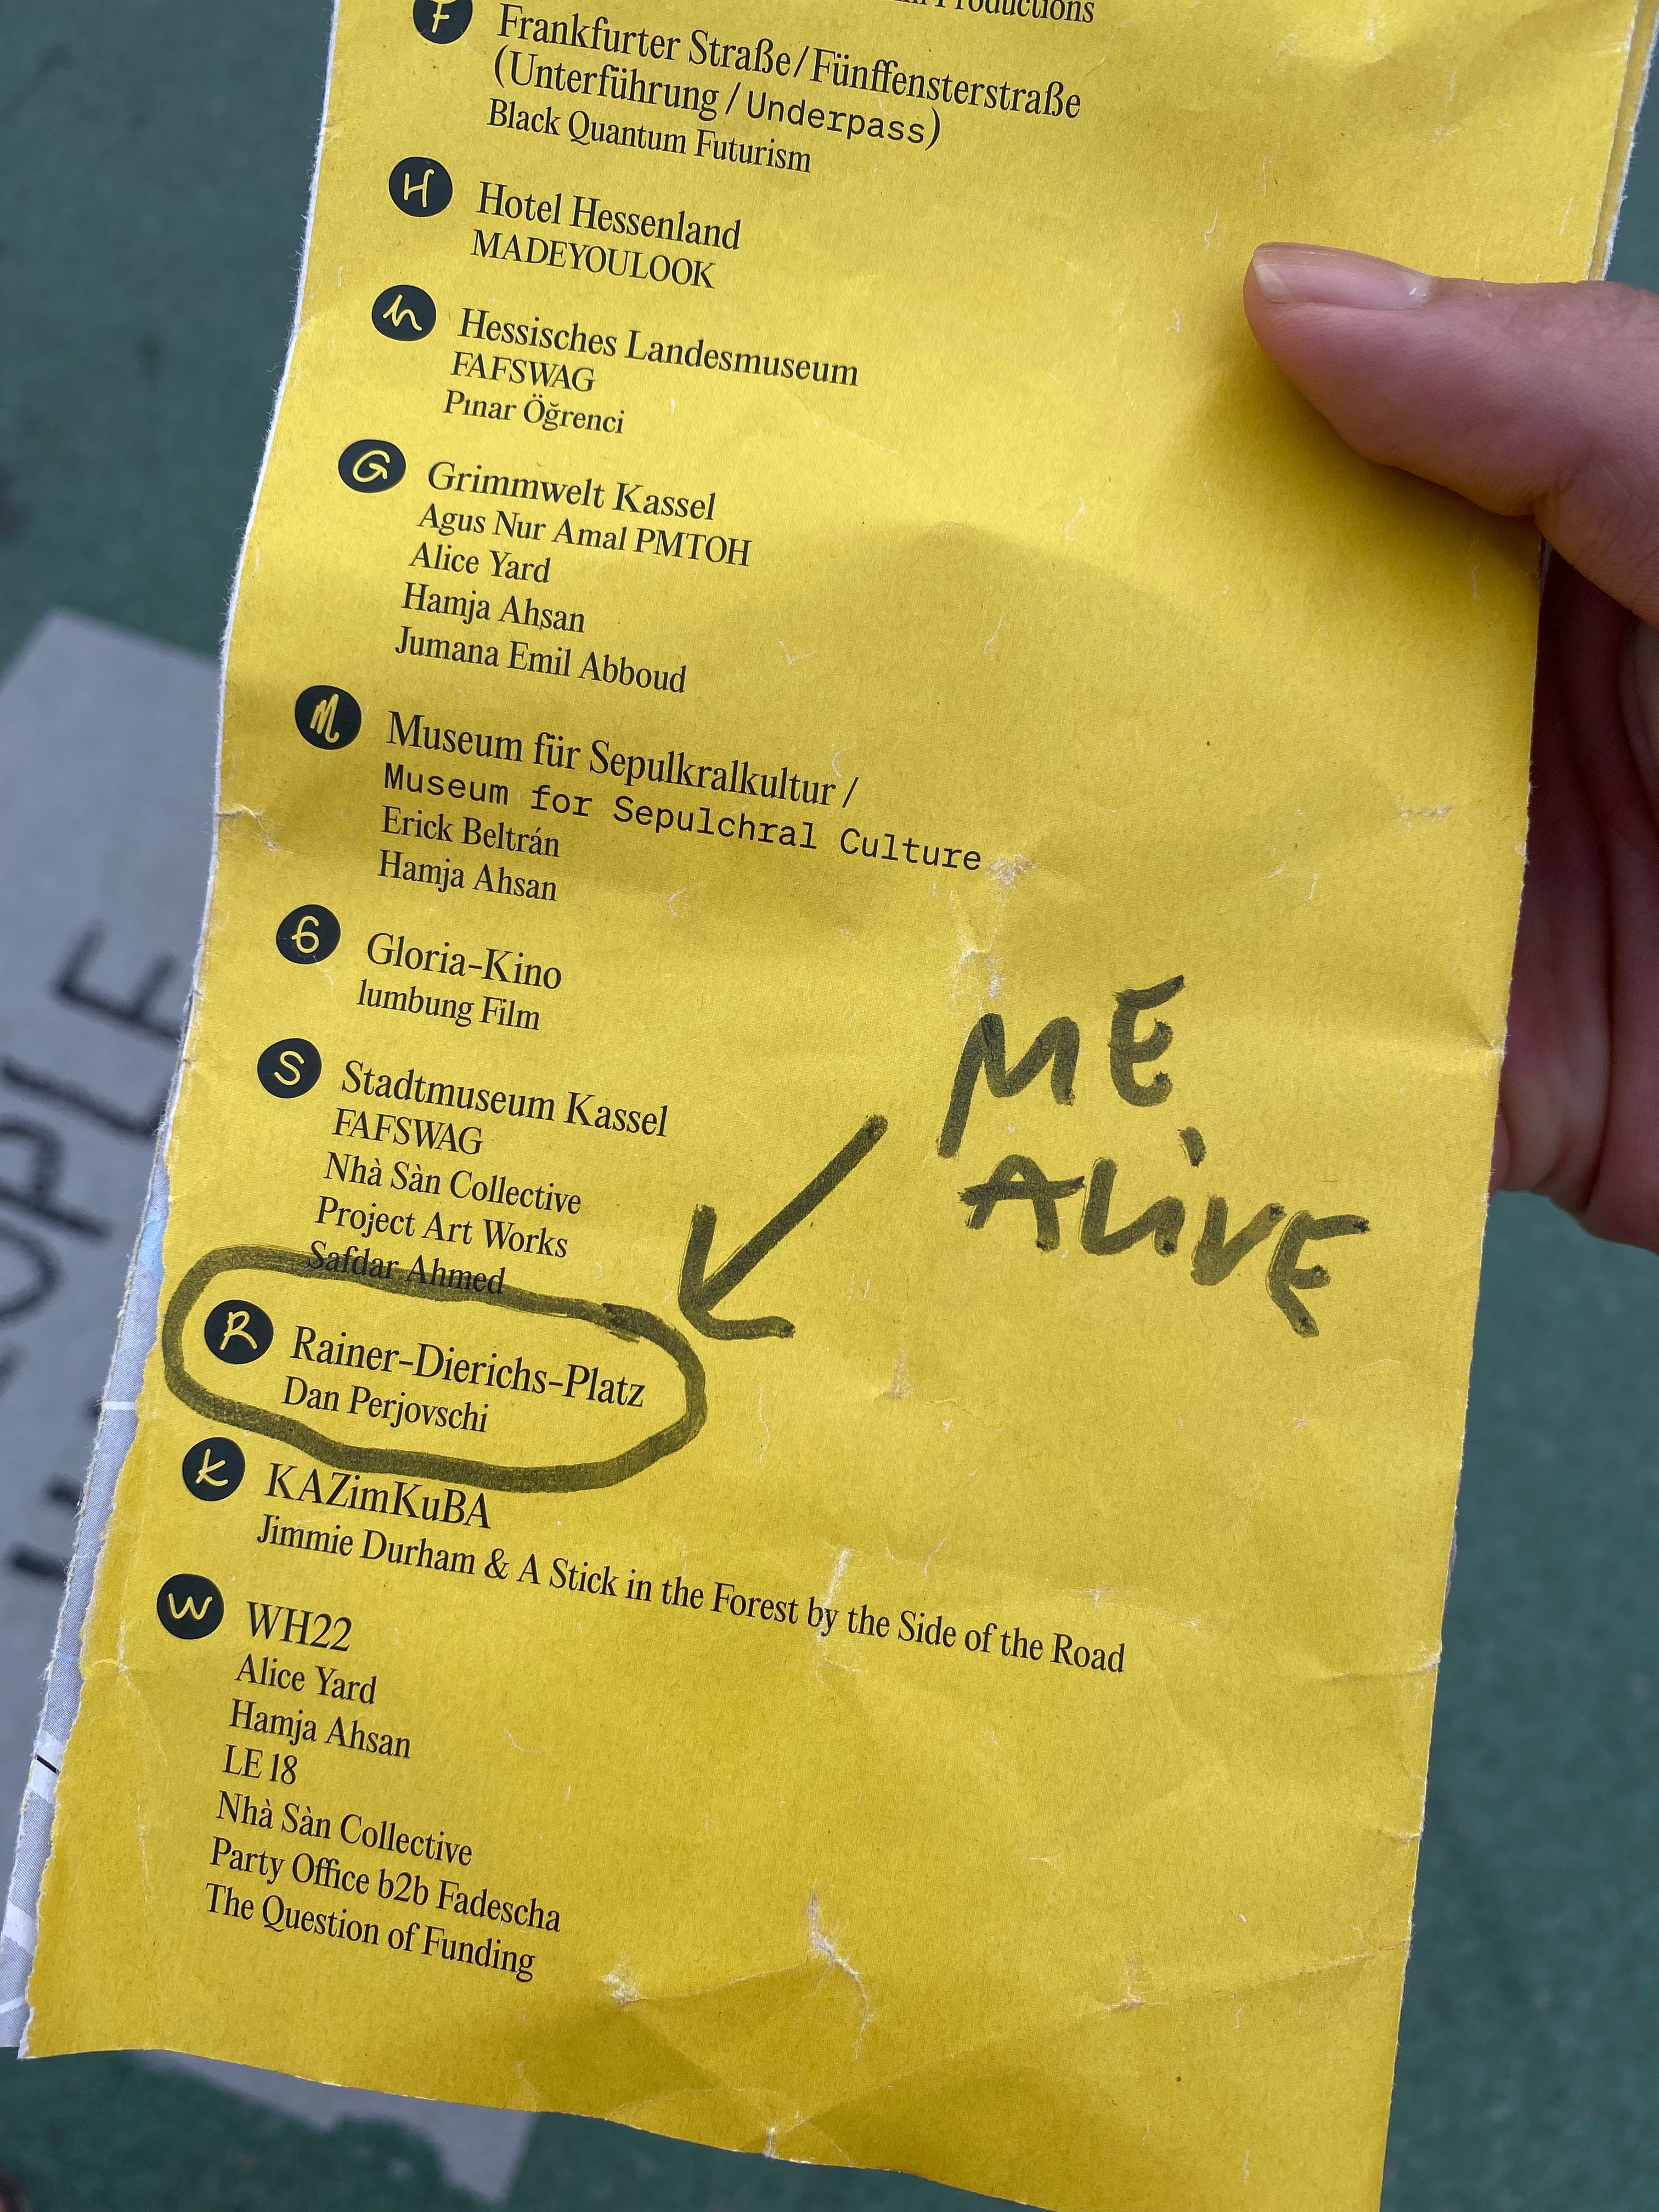 Productions
F Frankfurter Straße/Fünffensterstraße
(Unterführung / Underpass)
Black Quantum Futurism
H Hotel Hessenland
MADEYOULOOK
h Hessisches Landesmuseum
FAFSWAG
Pınar Öğrenci
G Grimmwelt Kassel
Agus Nur Amal PMTOH
Alice Yard
Hamja Ahsan
Jumana Emil Abboud
M Museum für Sepulkralkultur /
Museum for Sepulchral Culture
Erick Beltrán
Hamja Ahsan
G Gloria-Kino
lumbung Film
S Stadtmuseum Kassel
FAFSWAG
Nhà Sàn Collective
Project Art Works
Safdar Ahmed
ME
ALiVE
R Rainer-Dierichs-Platz
Dan Perjovschi
k KAZimKuBA
Jimmie Durham & A Stick in the Forest by the Side of the Road
W WH22
Alice Yard
Hamja Ahsan
LE 18
Nhà Sàn Collective
Party Office b2b Fadescha
The Question of Funding